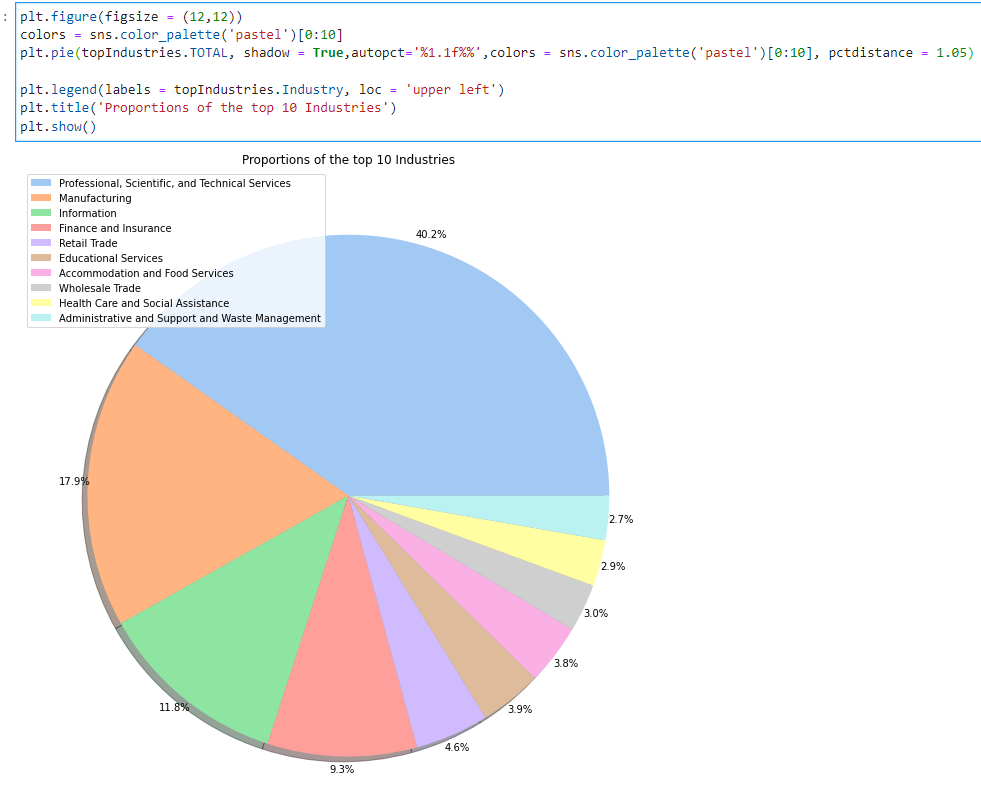 :
plt.figure(figsize = (12,12))
colors = sns.color_palette('pastel')[0:10]
plt.pie(topIndustries.TOTAL, shadow = True,autopct='%1.1f%%',colors = sns.color_palette('pastel')[0:10], pctdistance = 1.05)
plt.legend(labels = topIndustries.Industry, loc = 'upper left')
plt.title('Proportions of the top 10 Industries')
plt.show()
Proportions of the top 10 Industries
Professional, Scientific, and Technical Services
Manufacturing
Information
Finance and Insurance
Retail Trade
Educational Services
Accommodation and Food Services
Wholesale Trade
Health Care and Social Assistance
Administrative and Support and Waste Management
40.2%
17.9%
11.8%
9.3%
4.6%
3.9%
3.8%
3.0%
2.9%
2.7%